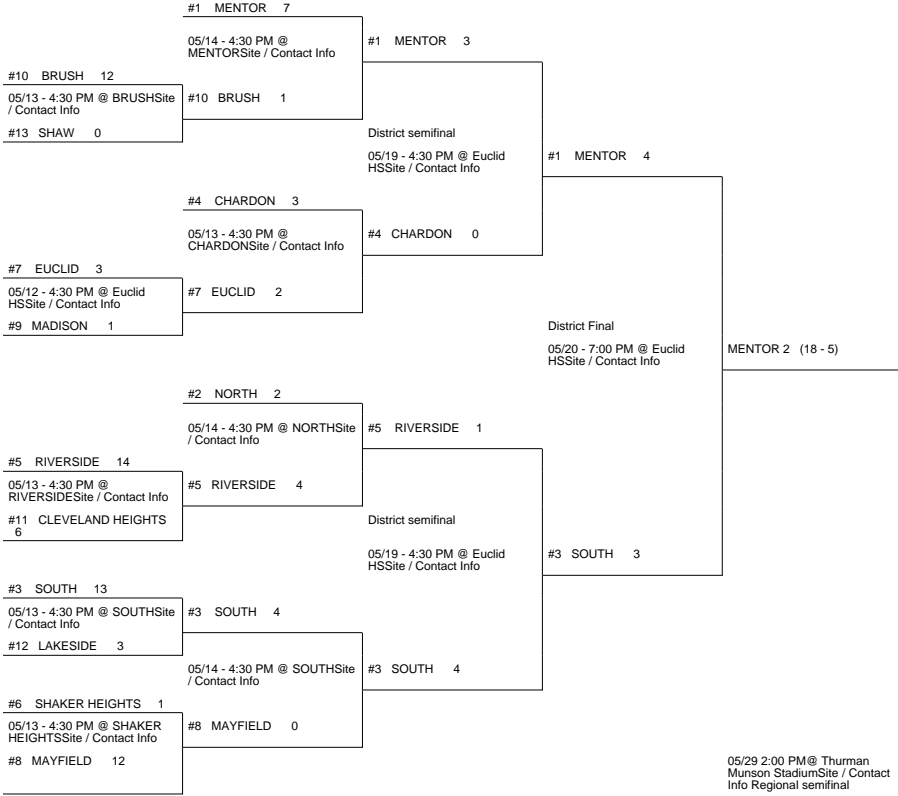 #1 MENTOR 7
05/14 - 4:30 PM @
MENTORSite / Contact Info
#1 MENTOR 3
#10 BRUSH 12
05/13 - 4:30 PM @ BRUSHSite
/ Contact Info
#10 BRUSH 1
#13 SHAW 0
District semifinal
05/19 - 4:30 PM @ Euclid
HSSite / Contact Info
#1 MENTOR 4
#4 CHARDON 3
05/13 - 4:30 PM @
CHARDONSite / Contact Info
#4 CHARDON 0
#7 EUCLID 3
05/12 - 4:30 PM @ Euclid
HSSite / Contact Info
#7 EUCLID 2
#9 MADISON 1
District Final
05/20 - 7:00 PM @ Euclid
HSSite / Contact Info
MENTOR 2 (18 - 5)
#2 NORTH 2
05/14 - 4:30 PM @ NORTHSite
/ Contact Info
#5 RIVERSIDE 1
#5 RIVERSIDE 14
05/13 - 4:30 PM @
RIVERSIDESite / Contact Info
#5 RIVERSIDE 4
#11 CLEVELAND HEIGHTS
6
District semifinal
05/19 - 4:30 PM @ Euclid
HSSite / Contact Info
#3 SOUTH 3
#3 SOUTH 13
05/13 - 4:30 PM @ SOUTHSite
/ Contact Info
#3 SOUTH 4
#12 LAKESIDE 3
05/14 - 4:30 PM @ SOUTHSite
/ Contact Info
#3 SOUTH 4
#6 SHAKER HEIGHTS 1
05/13 - 4:30 PM @ SHAKER
HEIGHTSSite / Contact Info
#8 MAYFIELD 0
#8 MAYFIELD 12
05/29 2:00 PM@ Thurman
Munson StadiumSite / Contact
Info Regional semifinal